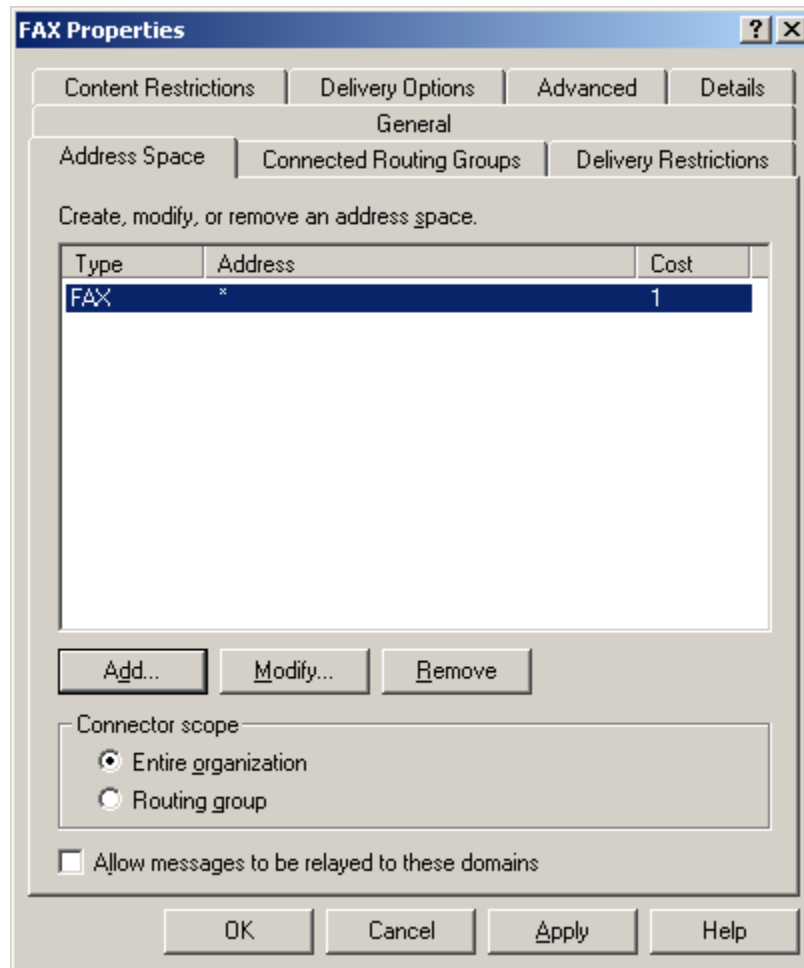 FAX Properties
Content Restrictions Delivery Options Advanced Details
General
Address Space Connected Routing Groups Delivery Restrictions
Create, modify, or remove an address space.
Type Address Cost
FAX * 1
Add... Modify... Remove
Connector scope
Entire organization
Routing group
Allow messages to be relayed to these domains
OK Cancel Apply Help